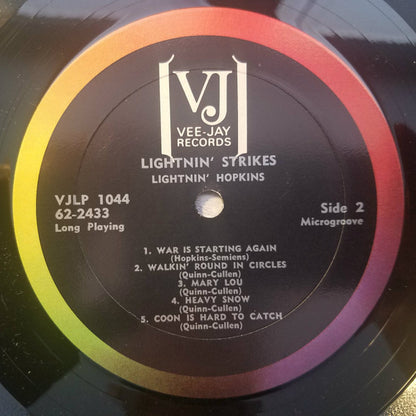 VJ
VEE-JAY
RECORDS
LIGHTNIN' STRIKES
LIGHTNIN' HOPKINS
VJLP 1044
62-2433
Long Playing
Side 2
Microgroove
1. WAR IS STARTING AGAIN
(Hopkins-Semiens)
2. WALKIN' ROUND IN CIRCLES
(Quinn-Cullen)
3. MARY LOU
(Quinn-Cullen)
4. HEAVY SNOW
(Quinn-Cullen)
5. COON IS HARD TO CATCH
(Quinn-Cullen)